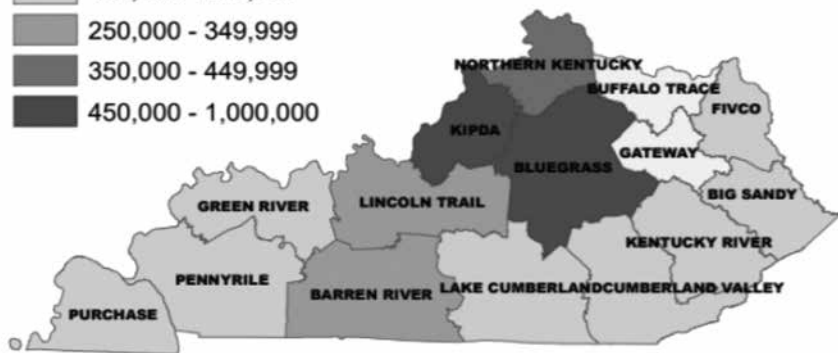 250,000 - 349,999
350,000 - 449,999
450,000 - 1,000,000
NORTHERN KENTUCKY
BUFFALO TRACE
FIVCO
KIPDA
GATEWAY
BLUEGRASS
BIG SANDY
GREEN RIVER
LINCOLN TRAIL
KENTUCKY RIVER
PENNYRILE
BARREN RIVER
LAKE CUMBERLAND
CUMBERLAND VALLEY
PURCHASE